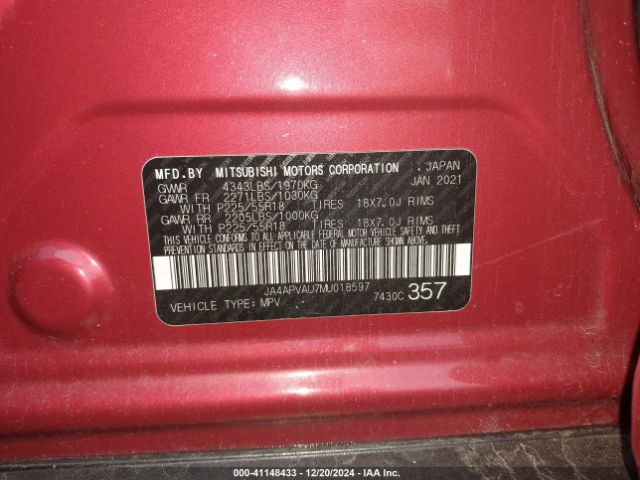 MFD.BY MITSUBISHI MOTORS CORPORATION : JAPAN
GVWR 4343LBS/1970KG JAN 2021
GAWR FR 2271LBS/1030KG
WITH P225/55R18 TIRES 18X7.0J RIMS
GAWR RR 2205LBS/1000KG
WITH P225/55R18 TIRES 18X7.0J RIMS
THIS VEHICLE CONFORMS TO ALL APPLICABLE FEDERAL MOTOR VEHICLE SAFETY, BUMPER, AND THEFT
PREVENTION STANDARDS IN EFFECT ON THE DATE OF MANUFACTURE SHOWN ABOVE.
JA4APVAU7MU018597
VEHICLE TYPE: MPV 7430C 357
000-41148433 — 12/20/2024 — IAA Inc.